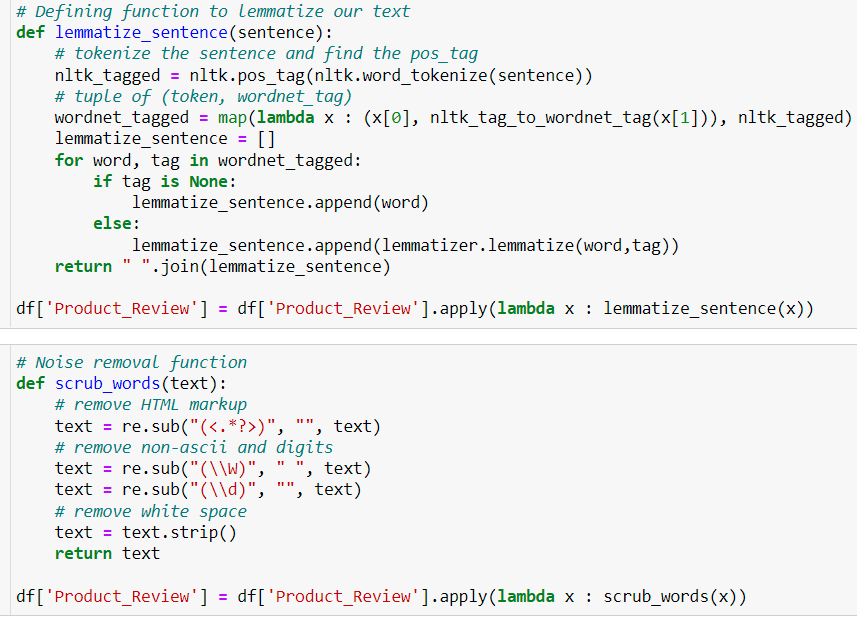 # Defining function to lemmatize our text
def lemmatize_sentence(sentence):
    # tokenize the sentence and find the pos_tag
    nltk_tagged = nltk.pos_tag(nltk.word_tokenize(sentence))
    # tuple of (token, wordnet_tag)
    wordnet_tagged = map(lambda x : (x[0], nltk_tag_to_wordnet_tag(x[1])), nltk_tagged)
    lemmatize_sentence = []
    for word, tag in wordnet_tagged:
        if tag is None:
            lemmatize_sentence.append(word)
        else:
            lemmatize_sentence.append(lemmatizer.lemmatize(word,tag))
    return " ".join(lemmatize_sentence)

df['Product_Review'] = df['Product_Review'].apply(lambda x : lemmatize_sentence(x))

# Noise removal function
def scrub_words(text):
    # remove HTML markup
    text = re.sub("(<.*?>)", "", text)
    # remove non-ascii and digits
    text = re.sub("(\\W)", " ", text)
    text = re.sub("(\\d)", "", text)
    # remove white space
    text = text.strip()
    return text

df['Product_Review'] = df['Product_Review'].apply(lambda x : scrub_words(x))